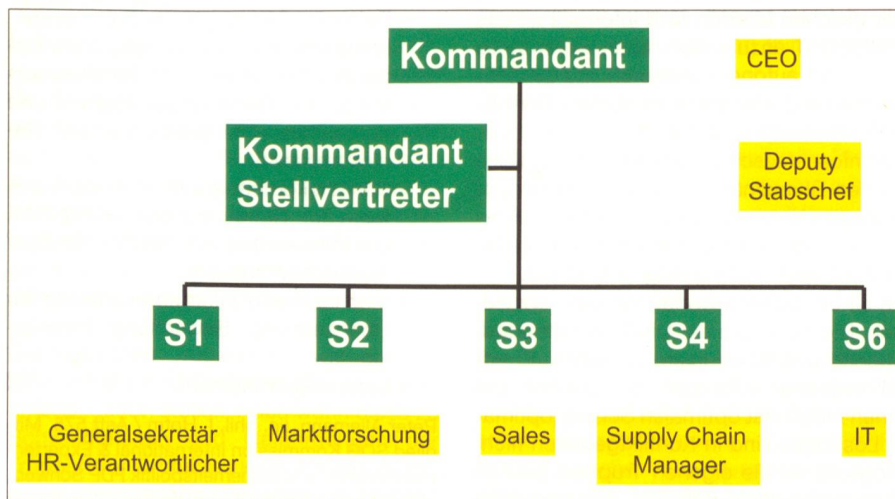 Kommandant
CEO
Kommandant
Stellvertreter
Deputy
Stabschef
S1
S2
S3
S4
S6
Generalsekretär
HR-Verantwortlicher
Marktforschung
Sales
Supply Chain
Manager
IT